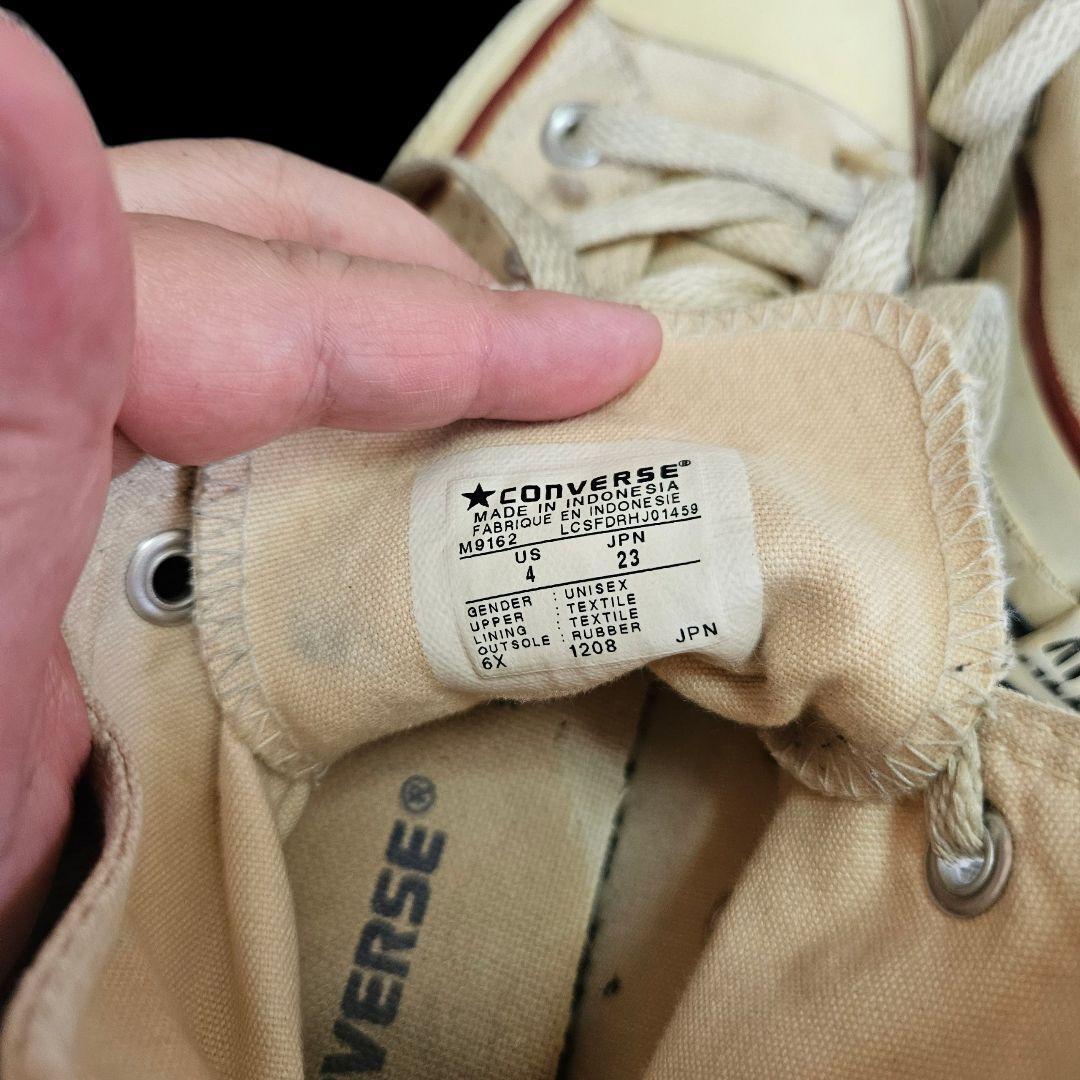 ★CONVERSE®
MADE IN INDONESIA
FABRIQUE EN INDONESIE
M9162 LCSFDRHJ01459
US JPN
4 23
GENDER : UNISEX
UPPER : TEXTILE
LINING : TEXTILE
OUTSOLE : RUBBER
6X 1208 JPN
VERSE®